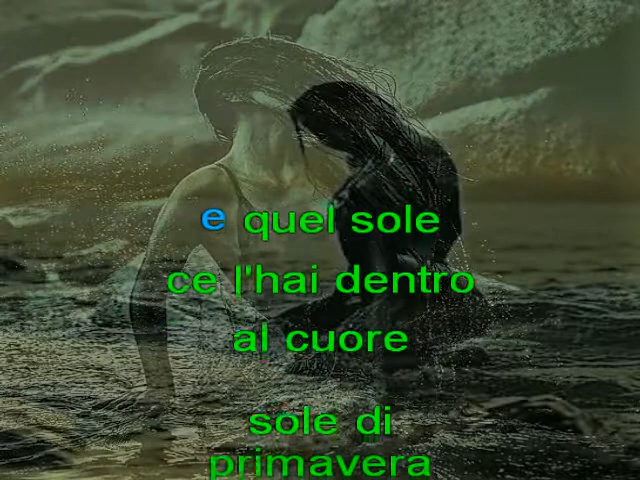 e quel sole
ce l'hai dentro
al cuore
sole di
primavera